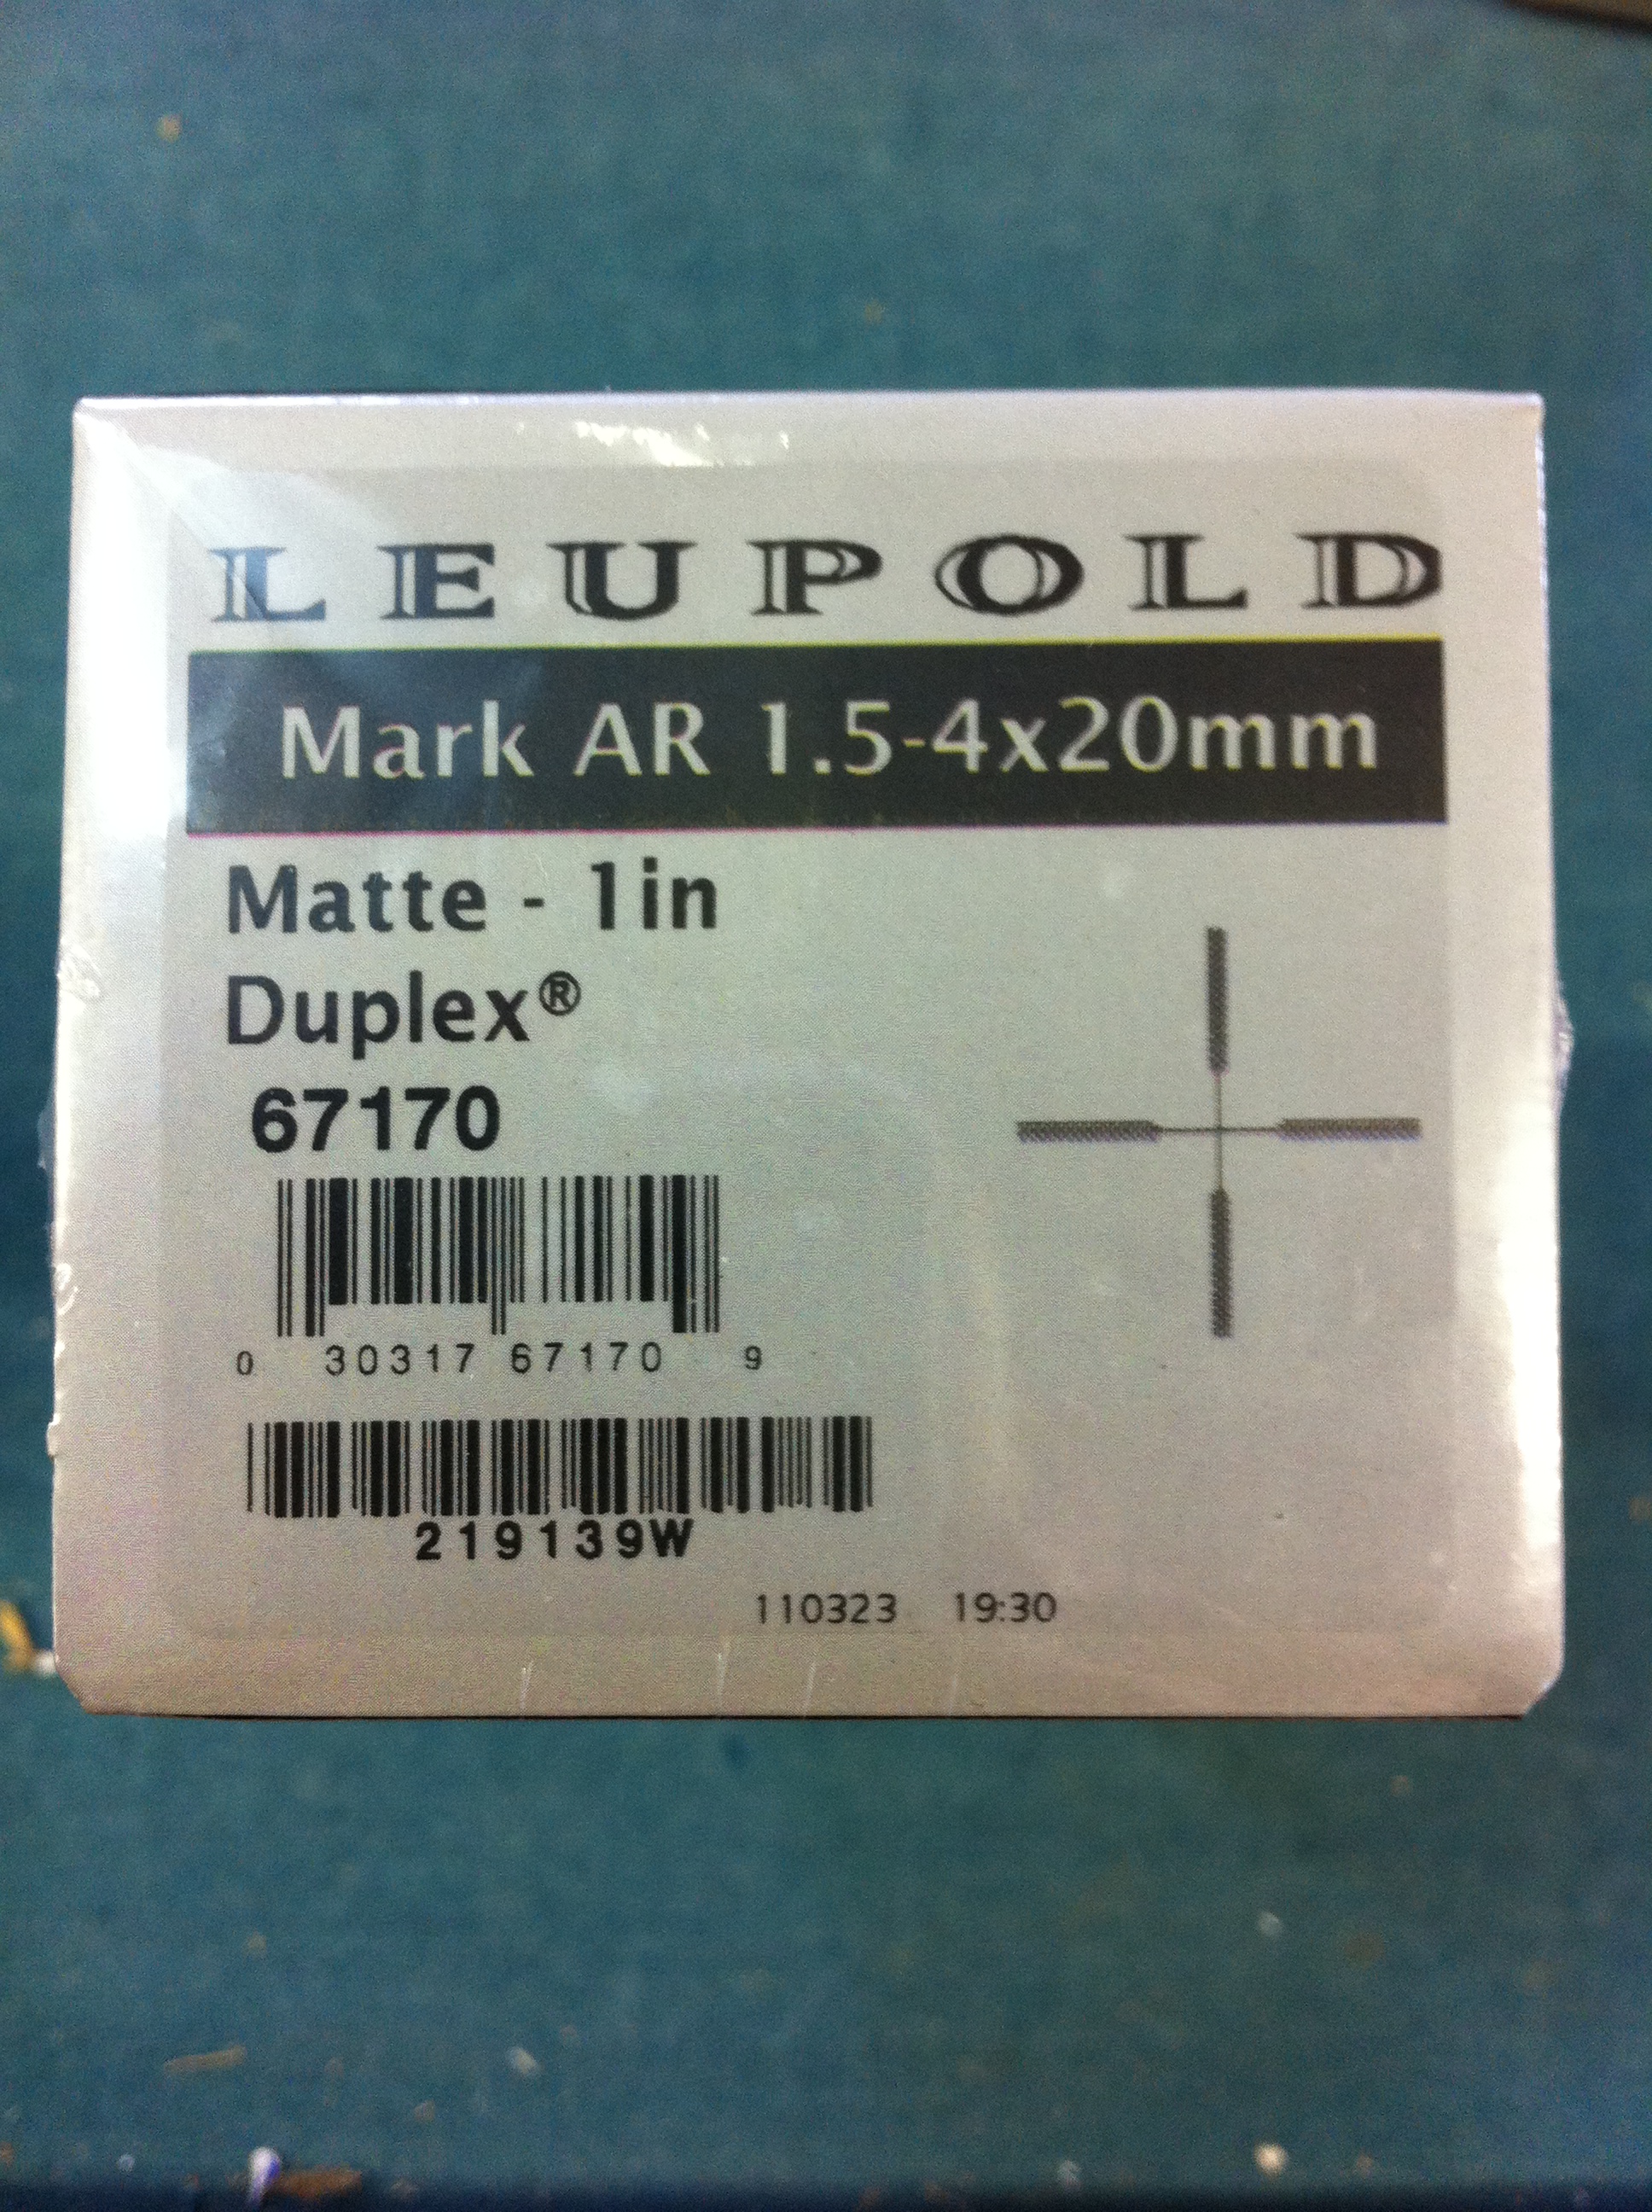 LEUPOLD
Mark AR 1.5-4x20mm
Matte - 1in
Duplex®
67170
0 30317 67170 9
219139W
110323 19:30